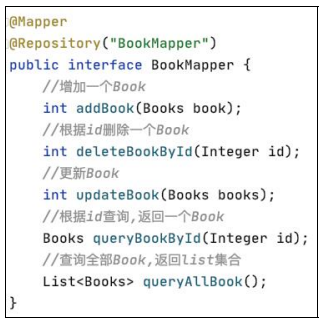 @Mapper
@Repository("BookMapper")
public interface BookMapper {
    //增加一个Book
    int addBook(Books book);
    //根据id删除一个Book
    int deleteBookById(Integer id);
    //更新Book
    int updateBook(Books books);
    //根据id查询,返回一个Book
    Books queryBookById(Integer id);
    //查询全部Book,返回list集合
    List<Books> queryAllBook();
}